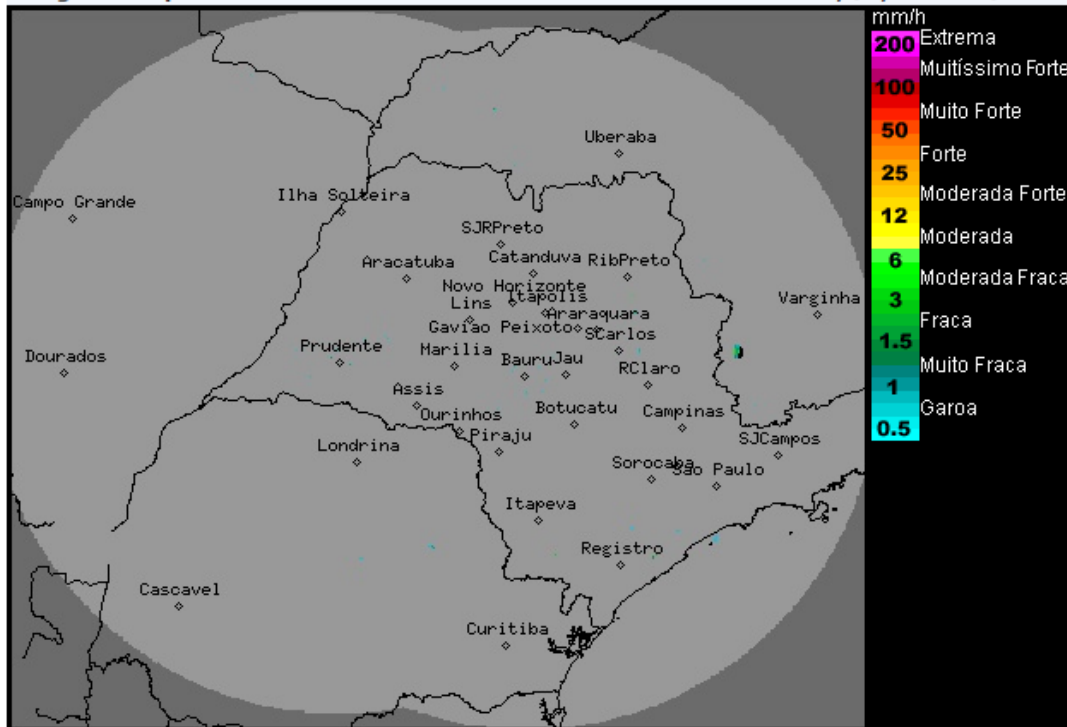 mm/h
200 Extrema
Muitíssimo Forte
100
Muito Forte
50
Forte
25
Moderada Forte
12
Moderada
6
Moderada Fraca
3
Fraca
1.5
Muito Fraca
1
Garoa
0.5
Uberaba
Campo Grande
Ilha Solteira
SJRPreto
Aracatuba
Catanduva
RibPreto
Novo Horizonte
Lins
Itapolis
Varginha
Gaviao Peixoto
Araraquara
SCarlos
Dourados
Prudente
Marilia
Bauru
Jau
RClaro
Assis
Ourinhos
Botucatu
Campinas
Piraju
Londrina
SJCampos
Sorocaba
Sao Paulo
Itapeva
Registro
Cascavel
Curitiba